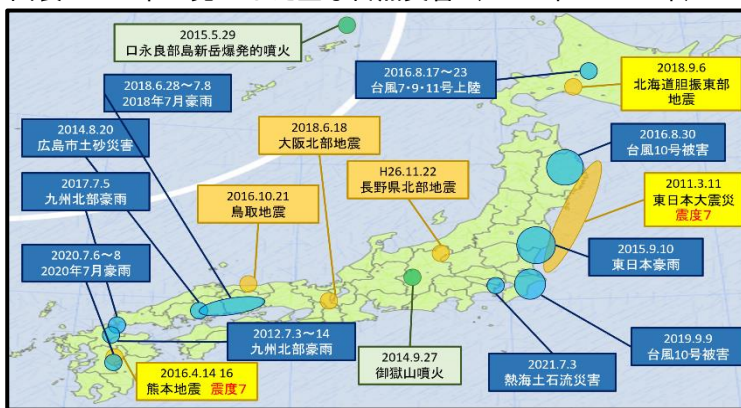 2015.5.29
口永良部島新岳爆発的噴火
2018.6.28～7.8
2018年7月豪雨
2016.8.17～23
台風7・9・11号上陸
2018.9.6
北海道胆振東部
地震
2014.8.20
広島市土砂災害
2018.6.18
大阪北部地震
2016.8.30
台風10号被害
2017.7.5
九州北部豪雨
2016.10.21
鳥取地震
H26.11.22
長野県北部地震
2011.3.11
東日本大震災
震度7
2020.7.6～8
2020年7月豪雨
2015.9.10
東日本豪雨
2012.7.3～14
九州北部豪雨
2016.4.14 16
熊本地震 震度7
2014.9.27
御嶽山噴火
2021.7.3
熱海土石流災害
2019.9.9
台風10号被害